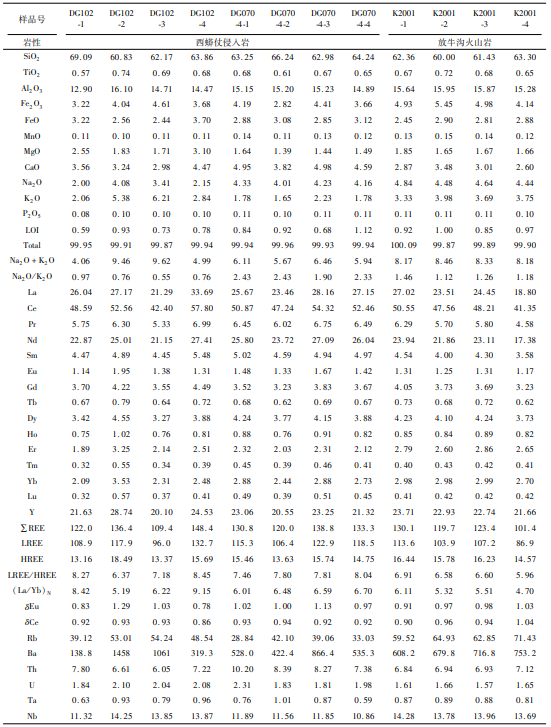 样品号 DG102 DG102 DG102 DG102 DG070 DG070 DG070 DG070 K2001 K2001 K2001 K2001
-1 -2 -3 -4 -4-1 -4-2 -4-3 -4-4 -1 -2 -3 -4
岩性 西蟒仗侵入岩 放牛沟火山岩
SiO₂ 69.09 60.83 62.17 63.86 63.25 66.24 62.98 64.24 62.36 60.00 61.43 63.30
TiO₂ 0.57 0.74 0.69 0.68 0.68 0.61 0.67 0.65 0.67 0.72 0.68 0.65
Al₂O₃ 12.90 16.10 14.71 14.47 15.15 15.20 15.23 14.89 15.64 15.95 15.87 15.28
Fe₂O₃ 3.22 4.04 4.61 3.68 4.19 2.82 4.41 3.66 4.93 5.45 4.98 4.14
FeO 3.22 2.56 2.44 3.70 2.88 3.08 2.85 3.12 2.45 2.90 2.81 2.88
MnO 0.11 0.10 0.10 0.11 0.14 0.11 0.13 0.12 0.13 0.15 0.14 0.12
MgO 2.55 1.83 1.71 3.10 1.64 1.39 1.44 1.49 1.85 1.65 1.67 1.66
CaO 3.56 3.24 2.98 4.47 4.95 3.82 4.98 4.59 2.87 3.48 3.01 2.60
Na₂O 2.00 4.08 3.41 2.15 4.33 4.01 4.23 4.16 4.84 4.48 4.64 4.44
K₂O 2.06 5.38 6.21 2.84 1.78 1.65 2.23 1.78 3.33 3.98 3.69 3.75
P₂O₅ 0.08 0.10 0.10 0.10 0.11 0.10 0.11 0.11 0.11 0.11 0.11 0.10
LOI 0.59 0.93 0.73 0.78 0.84 0.92 0.68 1.12 0.92 1.00 0.85 0.97
Total 99.95 99.91 99.87 99.94 99.94 99.96 99.93 99.94 100.09 99.87 99.89 99.90
Na₂O+K₂O 4.06 9.46 9.62 4.99 6.11 5.67 6.46 5.94 8.17 8.46 8.33 8.18
Na₂O/K₂O 0.97 0.76 0.55 0.76 2.43 2.43 1.90 2.33 1.46 1.12 1.26 1.18
La 26.04 27.17 21.29 33.69 25.67 23.46 28.16 27.15 27.02 23.51 24.45 18.80
Ce 48.59 52.56 42.40 57.80 50.87 47.24 54.32 52.46 50.55 47.56 48.21 41.35
Pr 5.75 6.30 5.33 6.99 6.45 6.02 6.75 6.49 6.29 5.70 5.80 4.58
Nd 22.87 25.01 21.15 27.41 25.80 23.72 27.09 26.04 23.94 21.86 23.11 17.38
Sm 4.47 4.89 4.45 5.48 5.02 4.59 4.94 4.97 4.54 4.00 4.30 3.58
Eu 1.14 1.95 1.38 1.31 1.48 1.33 1.67 1.42 1.31 1.25 1.31 1.17
Gd 3.70 4.22 3.55 4.49 3.52 3.23 3.83 3.67 4.05 3.73 3.69 3.23
Tb 0.67 0.79 0.64 0.72 0.68 0.62 0.69 0.67 0.73 0.68 0.72 0.62
Dy 3.42 4.55 3.27 3.88 4.24 3.77 4.15 3.88 4.23 4.10 4.24 3.73
Ho 0.75 1.02 0.76 0.81 0.88 0.76 0.91 0.82 0.85 0.84 0.89 0.82
Er 1.89 3.25 2.14 2.51 2.32 2.03 2.31 2.12 2.79 2.60 2.86 2.65
Tm 0.32 0.55 0.34 0.39 0.45 0.39 0.46 0.41 0.40 0.43 0.42 0.41
Yb 2.09 3.53 2.31 2.48 2.88 2.44 2.88 2.73 2.98 2.98 2.99 2.70
Lu 0.32 0.57 0.37 0.41 0.49 0.39 0.51 0.45 0.41 0.42 0.42 0.42
Y 21.63 28.74 20.10 24.53 23.06 20.55 23.25 21.32 23.71 22.93 22.74 21.66
∑REE 122.0 136.4 109.4 148.4 130.8 120.0 138.8 133.3 130.1 119.7 123.4 101.4
LREE 108.9 117.9 96.0 132.7 115.3 106.4 122.9 118.5 113.6 103.9 107.2 86.9
HREE 13.16 18.49 13.37 15.69 15.46 13.63 15.74 14.75 16.44 15.78 16.23 14.57
LREE/HREE 8.27 6.37 7.18 8.45 7.46 7.80 7.81 8.04 6.91 6.58 6.60 5.96
(La/Yb)N 8.42 5.19 6.22 9.15 6.01 6.48 6.59 6.70 6.11 5.32 5.51 4.70
δEu 0.83 1.29 1.03 0.78 1.02 1.00 1.13 0.97 0.91 0.97 0.98 1.03
δCe 0.92 0.93 0.93 0.86 0.93 0.94 0.92 0.92 0.90 0.96 0.94 1.04
Rb 39.12 53.01 54.24 48.54 28.84 42.10 39.06 33.03 59.52 64.93 62.85 71.43
Ba 138.8 1458 1061 319.3 528.0 422.4 866.4 535.3 608.2 679.8 716.8 753.2
Th 7.80 6.61 6.05 7.22 10.20 8.39 8.27 7.38 6.84 6.94 6.93 7.12
U 1.84 2.10 2.04 2.08 2.31 1.83 1.81 1.98 1.61 1.66 1.57 1.65
Ta 0.63 0.93 0.79 0.96 0.76 1.01 0.87 0.59 0.87 0.89 0.88 0.81
Nb 11.32 14.25 13.85 13.87 11.89 11.56 11.85 10.86 14.28 13.78 13.96 13.69